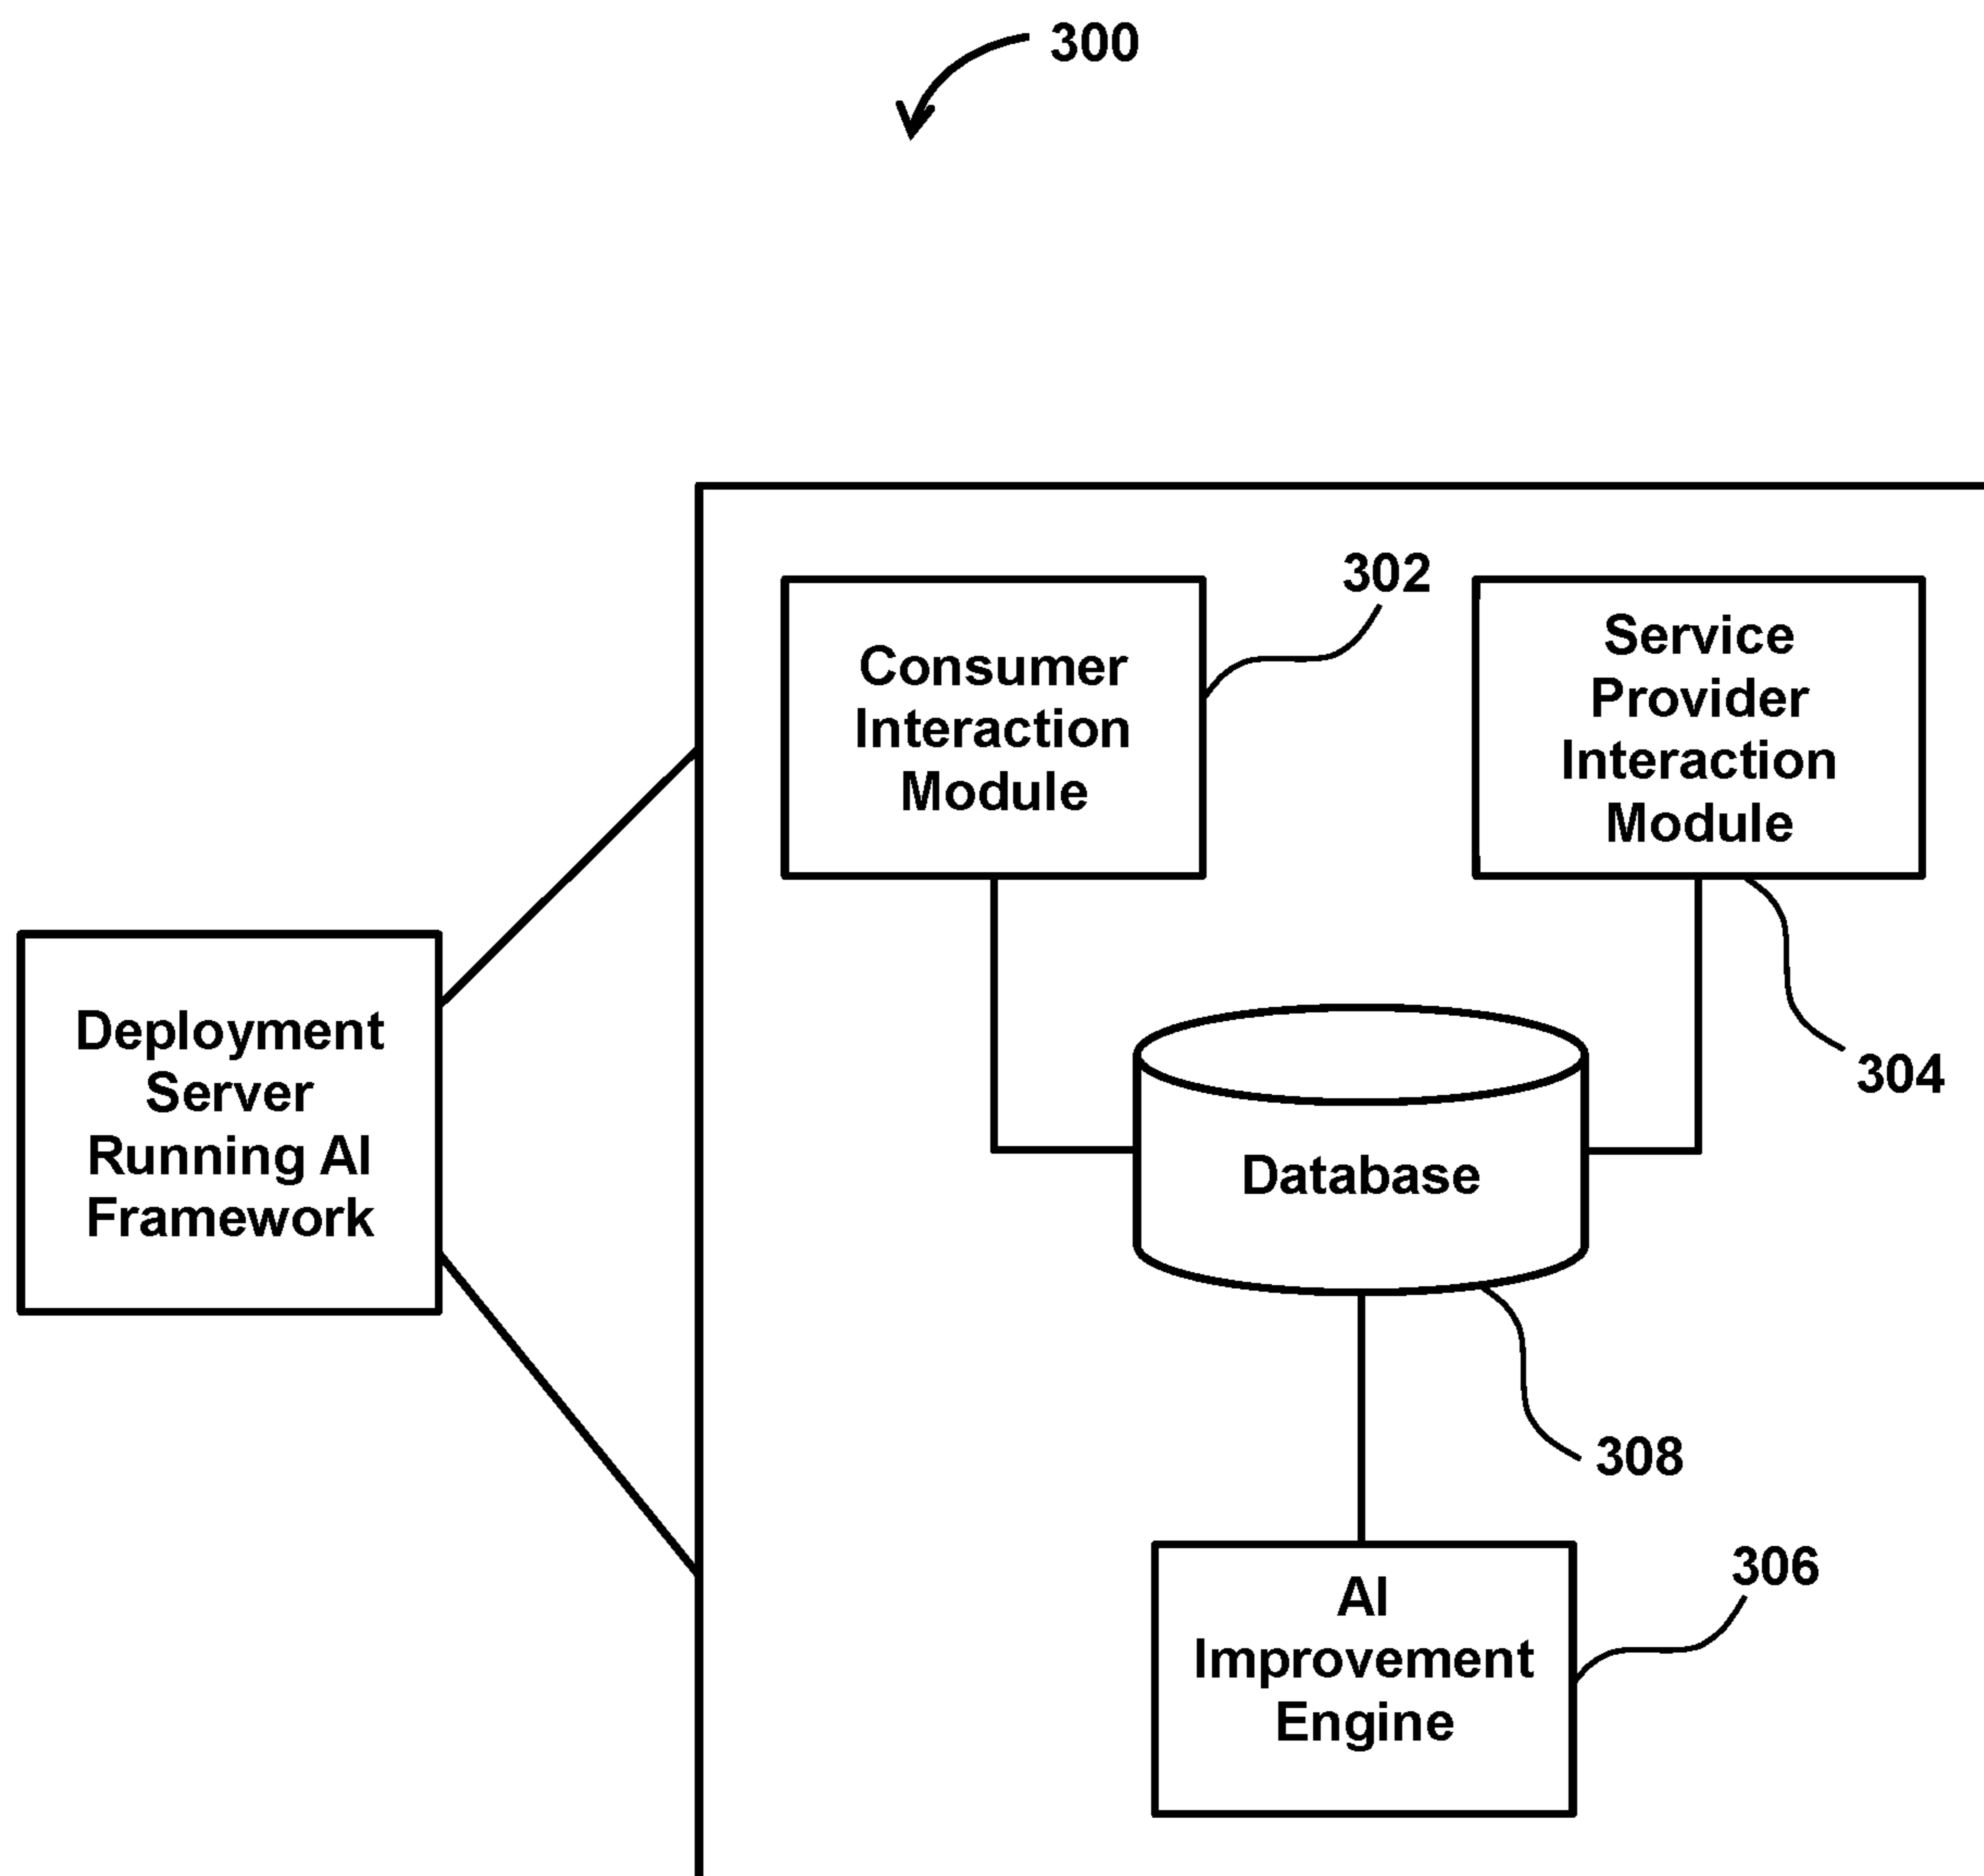 300
302
Consumer
Interaction
Module
Service
Provider
Interaction
Module
Deployment
Server
Running AI
Framework
304
Database
308
306
AI
Improvement
Engine